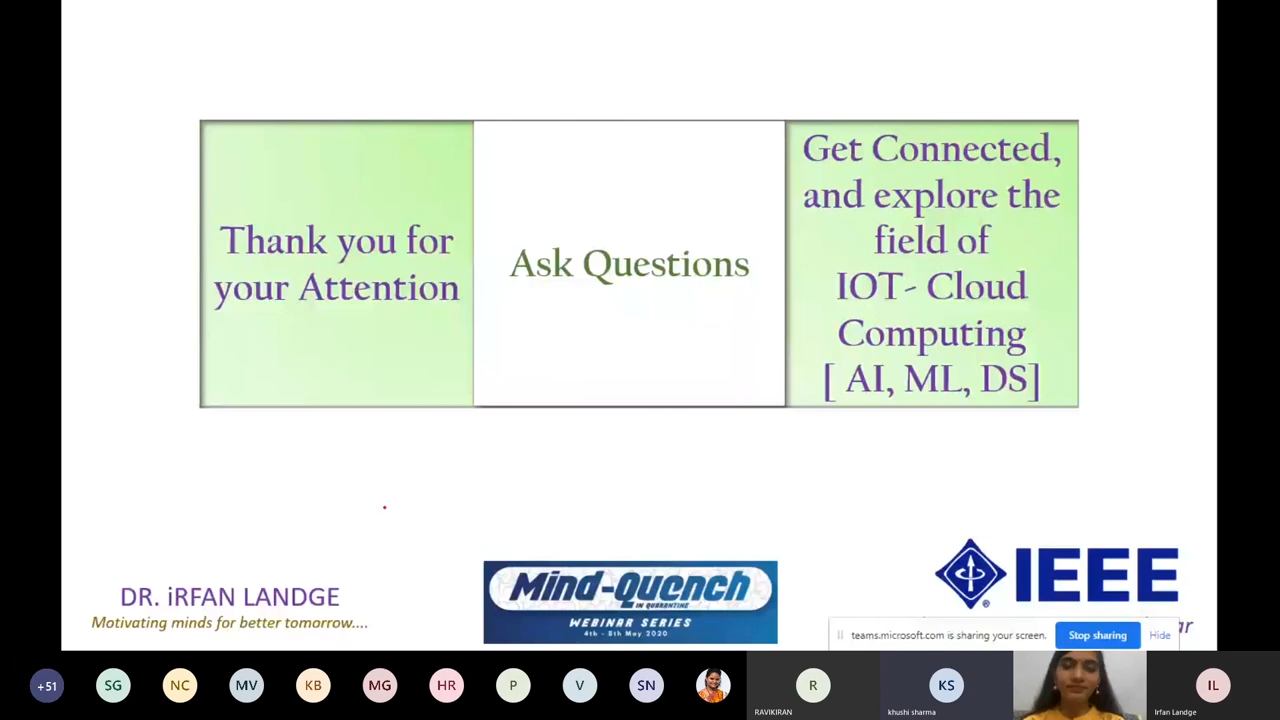 Thank you for
your Attention
Ask Questions
Get Connected,
and explore the
field of
IOT- Cloud
Computing
[ AI, ML, DS]
DR. iRFAN LANDGE
Motivating minds for better tomorrow....
Mind-Quench
IN QUARANTINE
WEBINAR SERIES
4th - 8th May 2020
IEEE
teams.microsoft.com is sharing your screen.
Stop sharing
Hide
+51
SG
NC
MV
KB
MG
HR
P
V
SN
R
RAVIKIRAN
KS
khushi sharma
IL
Irfan Landge